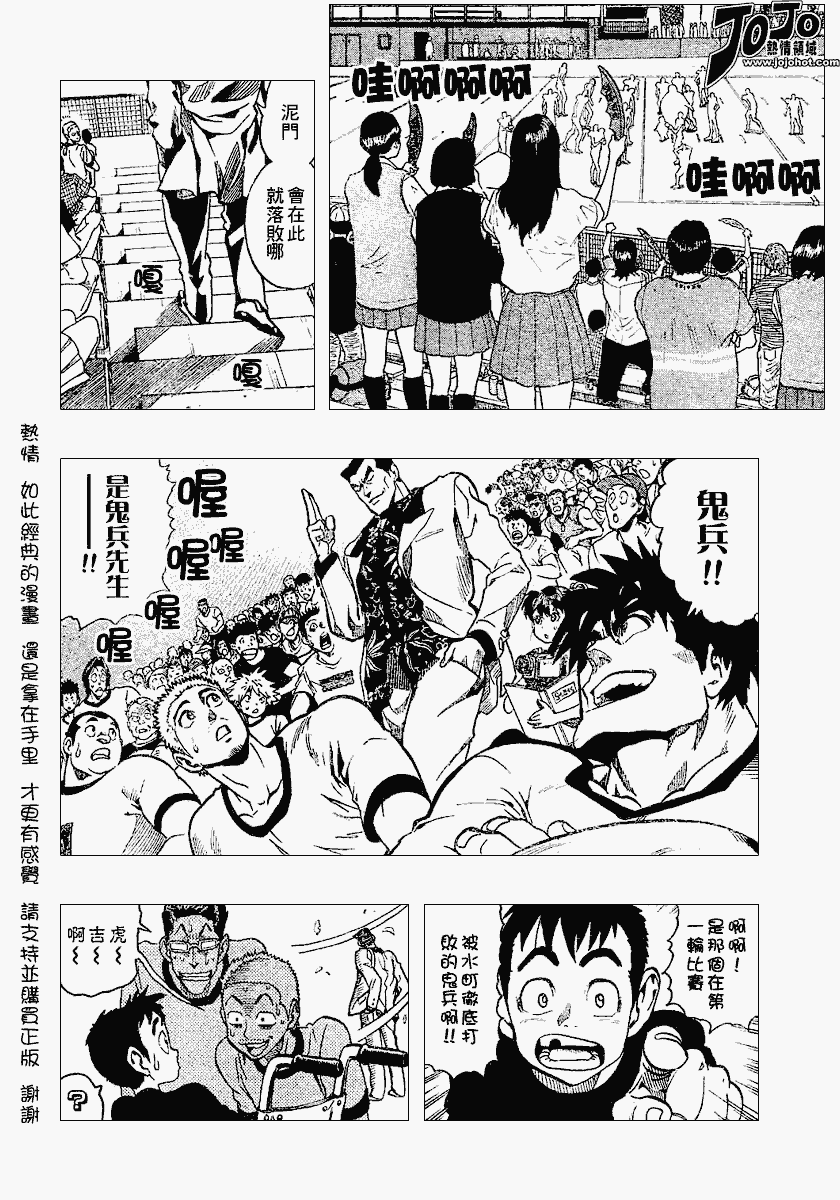 JOJO
熱情領域
www.jojohot.com
哇啊啊啊
哇啊啊
泥門
會在此
就落敗哪
嘎
嘎
鬼兵!!
喔
喔
喔
喔
喔
是鬼兵先生
——!!
啊啊!
是那個在第
一輪比賽
被水町徹底打
敗的鬼兵啊!!
虎~
吉~
啊~
?
熱情 如此經典的漫畫 還是拿在手里 才更有感覺 請支持並購買正版 謝謝